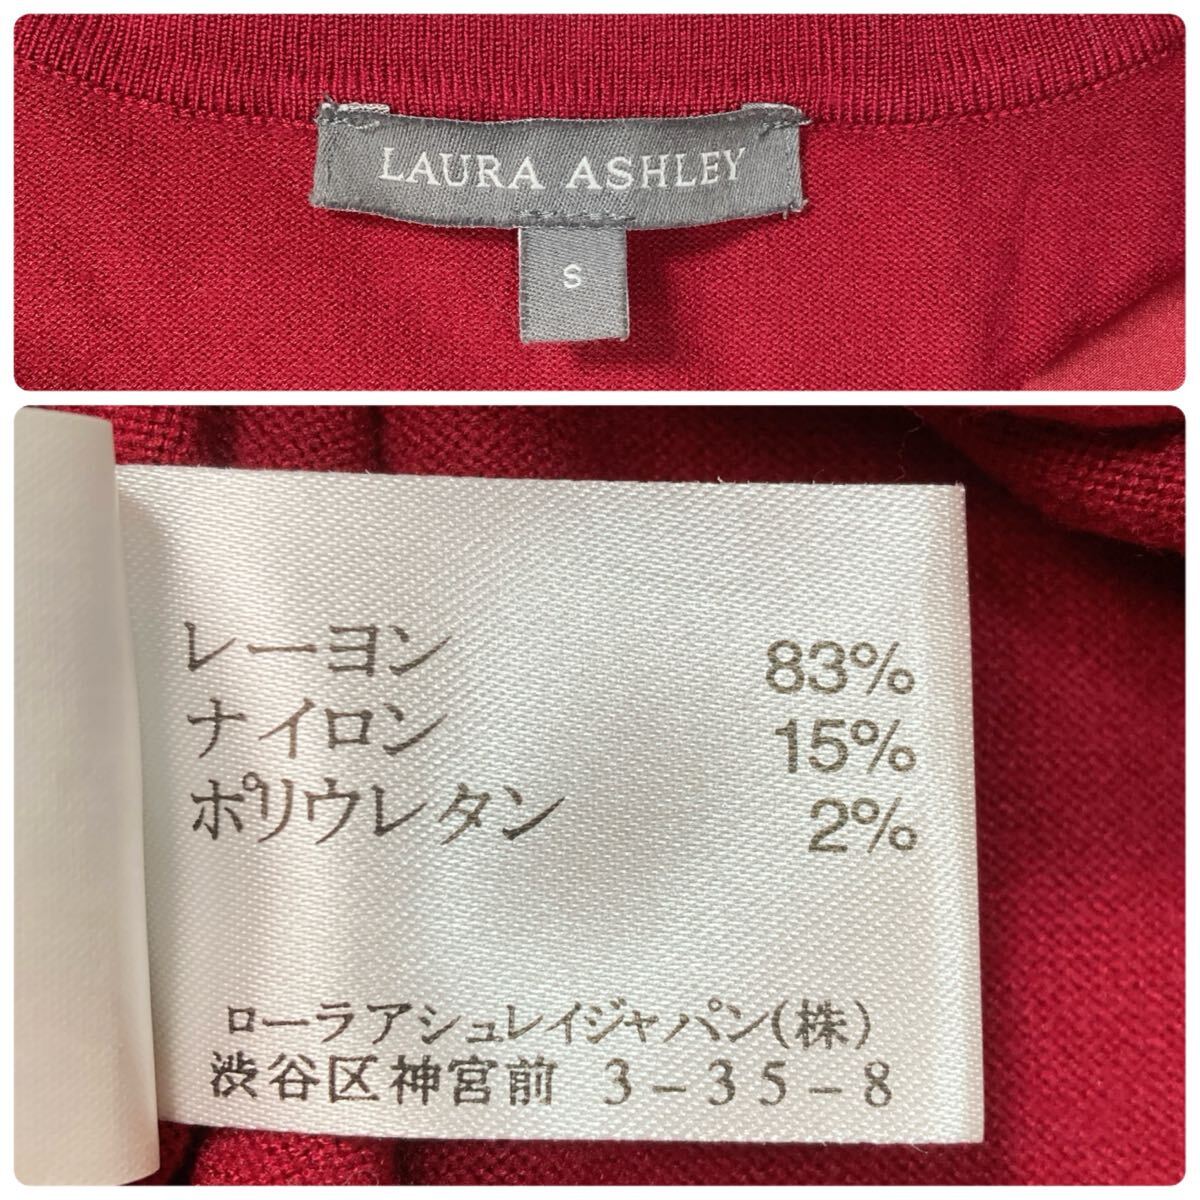 LAURA ASHLEY
S
レーヨン 83%
ナイロン 15%
ポリウレタン 2%
ローラアシュレイジャパン(株)
渋谷区神宮前 3-35-8